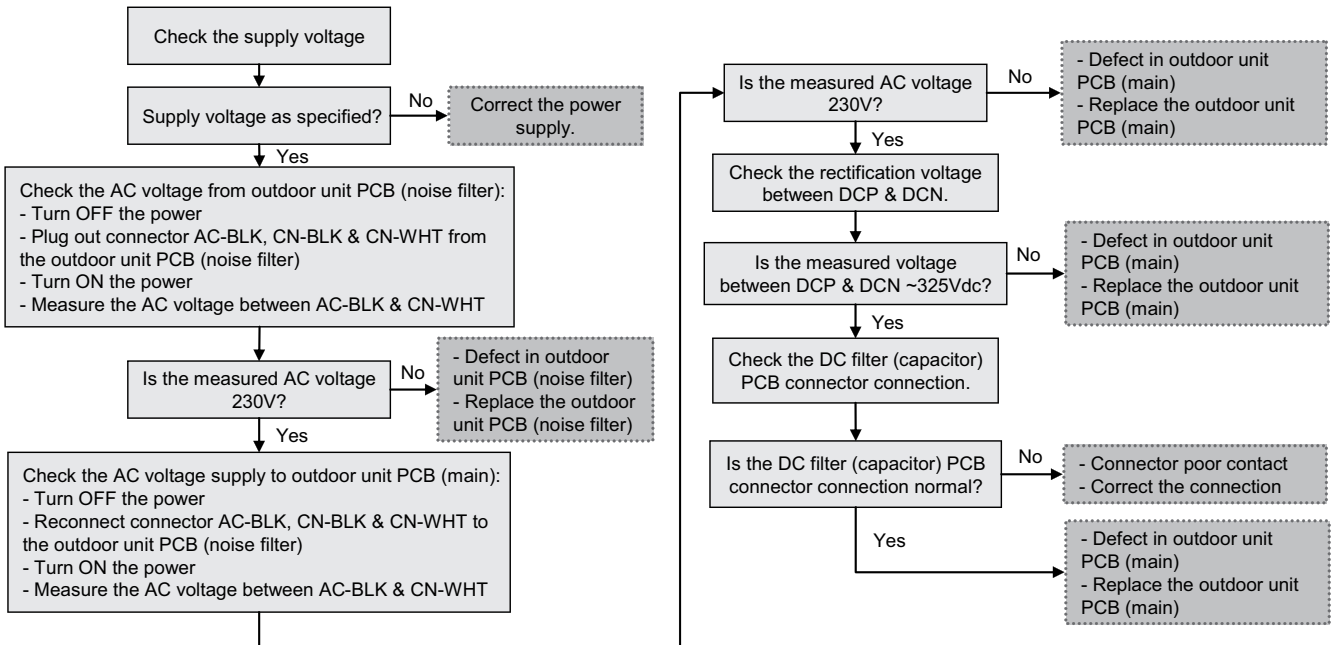 Check the supply voltage
Supply voltage as specified?
No
Correct the power
supply.
Yes
Check the AC voltage from outdoor unit PCB (noise filter):
- Turn OFF the power
- Plug out connector AC-BLK, CN-BLK & CN-WHT from
the outdoor unit PCB (noise filter)
- Turn ON the power
- Measure the AC voltage between AC-BLK & CN-WHT
Is the measured AC voltage
230V?
No
- Defect in outdoor
unit PCB (noise filter)
- Replace the outdoor
unit PCB (noise filter)
Yes
Check the AC voltage supply to outdoor unit PCB (main):
- Turn OFF the power
- Reconnect connector AC-BLK, CN-BLK & CN-WHT to
the outdoor unit PCB (noise filter)
- Turn ON the power
- Measure the AC voltage between AC-BLK & CN-WHT
Is the measured AC voltage
230V?
No
- Defect in outdoor unit
PCB (main)
- Replace the outdoor unit
PCB (main)
Yes
Check the rectification voltage
between DCP & DCN.
Is the measured voltage
between DCP & DCN ~325Vdc?
No
- Defect in outdoor unit
PCB (main)
- Replace the outdoor unit
PCB (main)
Yes
Check the DC filter (capacitor)
PCB connector connection.
Is the DC filter (capacitor) PCB
connector connection normal?
No
- Connector poor contact
- Correct the connection
Yes
- Defect in outdoor unit
PCB (main)
- Replace the outdoor unit
PCB (main)